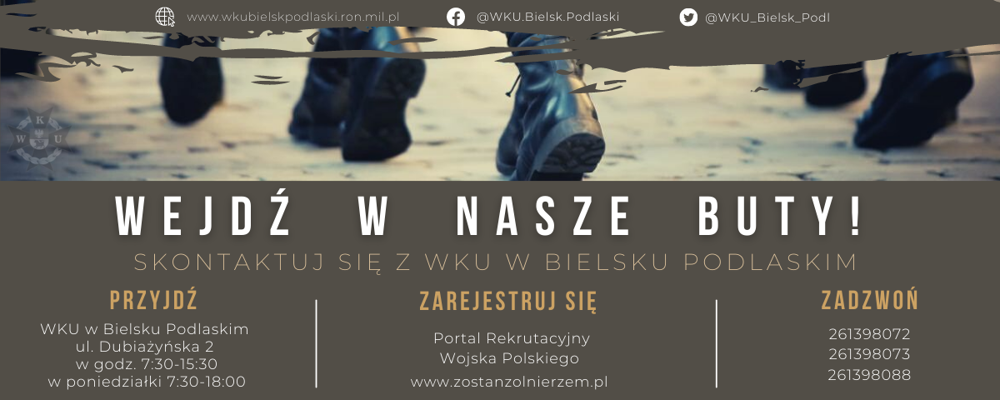 www.wkubielskpodlaski.ron.mil.pl
@WKU.Bielsk.Podlaski
@WKU_Bielsk_Podl
W K U
WEJDŹ W NASZE BUTY!
SKONTAKTUJ SIĘ Z WKU W BIELSKU PODLASKIM
PRZYJDŹ
WKU w Bielsku Podlaskim
ul. Dubiażyńska 2
w godz. 7:30-15:30
w poniedziałki 7:30-18:00
ZAREJESTRUJ SIĘ
Portal Rekrutacyjny
Wojska Polskiego
www.zostanzolnierzem.pl
ZADZWOŃ
261398072
261398073
261398088